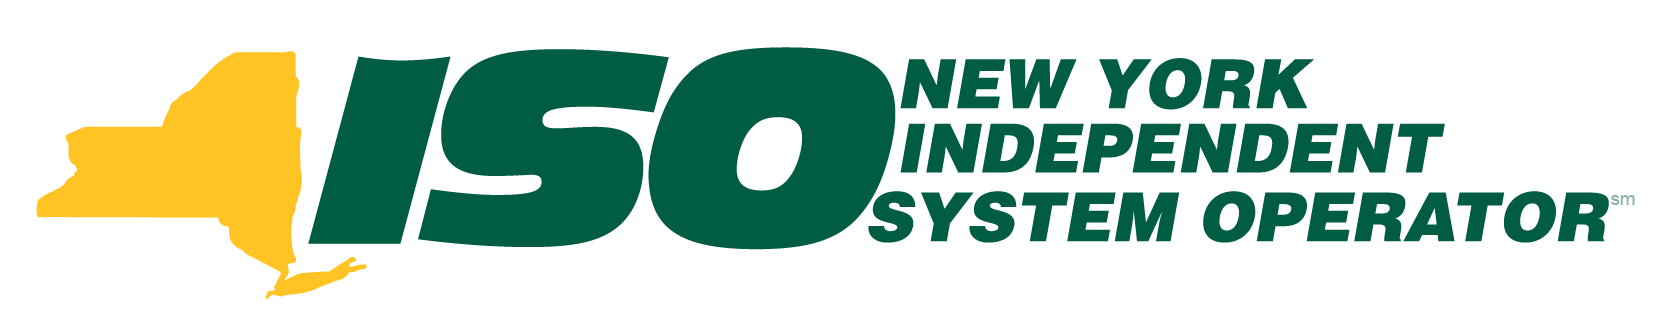 ISO
NEW YORK
INDEPENDENT
SYSTEM OPERATOR sm